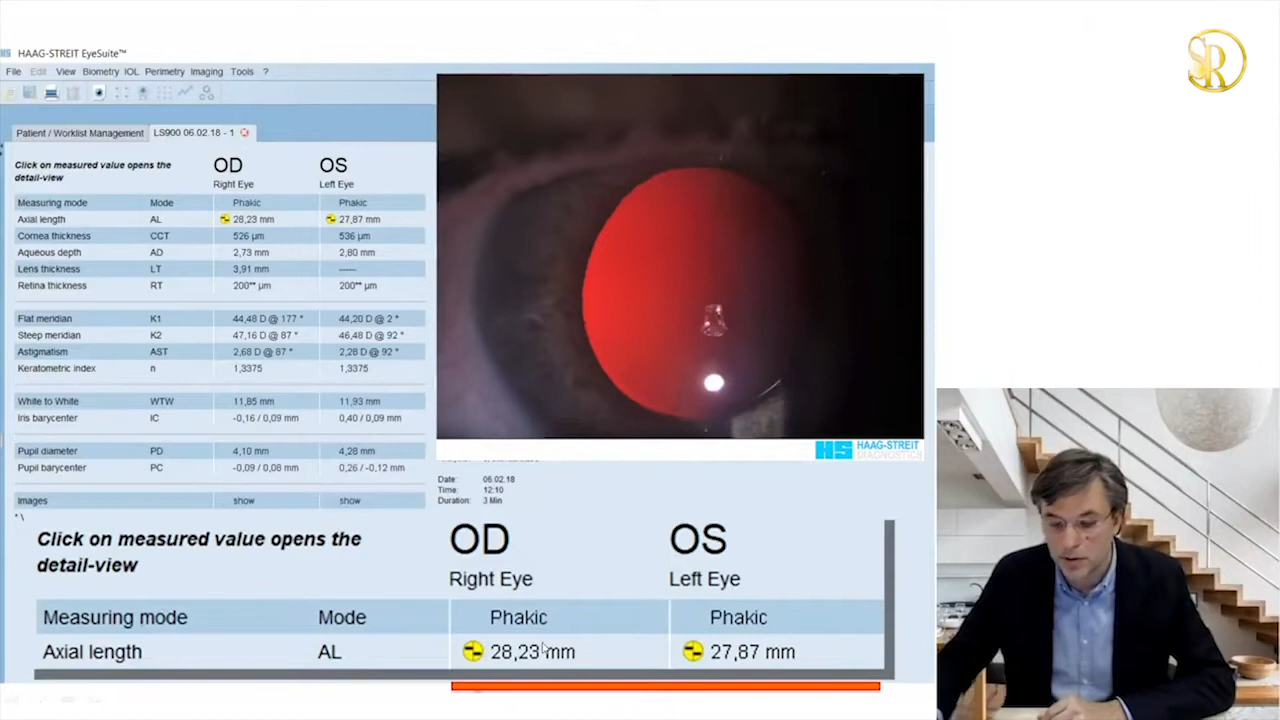 SR
HAAG-STREIT EyeSuite™
File Edit View Biometry IOL Perimetry Imaging Tools ?
Patient / Worklist Management LS900 06.02.18 - 1
Click on measured value opens the
detail-view
OD OS
Right Eye Left Eye
Measuring mode Mode Phakic Phakic
Axial length AL 28,23 mm 27,87 mm
Cornea thickness CCT 526 µm 536 µm
Aqueous depth AD 2,73 mm 2,80 mm
Lens thickness LT 3,91 mm -----
Retina thickness RT 200** µm 200** µm
Flat meridian K1 44,48 D @ 177 ° 44,20 D @ 2 °
Steep meridian K2 47,16 D @ 87 ° 46,48 D @ 92 °
Astigmatism AST 2,68 D @ 87 ° 2,28 D @ 92 °
Keratometric index n 1,3375 1,3375
White to White WTW 11,85 mm 11,93 mm
Iris barycenter IC -0,16 / 0,09 mm 0,40 / 0,09 mm
Pupil diameter PD 4,10 mm 4,28 mm
Pupil barycenter PC -0,09 / 0,08 mm 0,26 / -0,12 mm
Images show show
HS HAAG-STREIT
DIAGNOSTICS
Date: 06.02.18
Time: 12:10
Duration: 3 Min
Click on measured value opens the
detail-view
OD OS
Right Eye Left Eye
Measuring mode Mode Phakic Phakic
Axial length AL 28,23 mm 27,87 mm